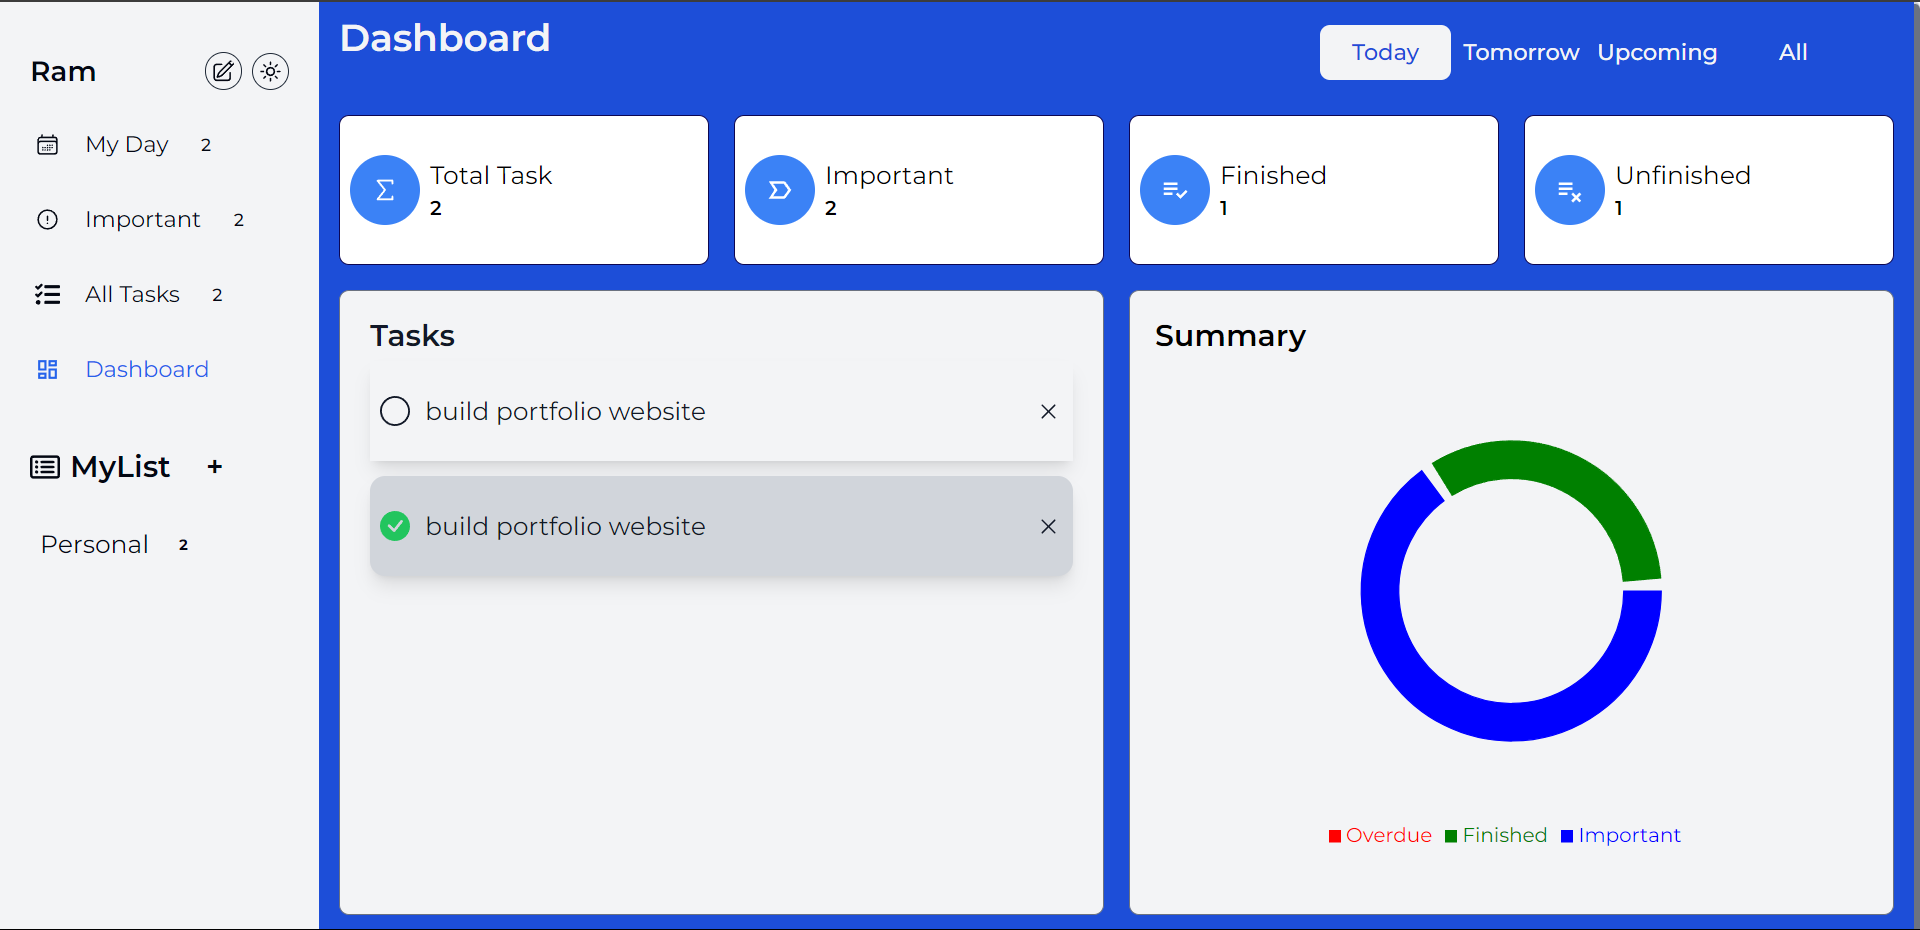 Ram
My Day 2
Important 2
All Tasks 2
Dashboard
MyList +
Personal 2
Dashboard
Today Tomorrow Upcoming All
Total Task
2
Important
2
Finished
1
Unfinished
1
Tasks
build portfolio website
build portfolio website
Summary
Overdue Finished Important